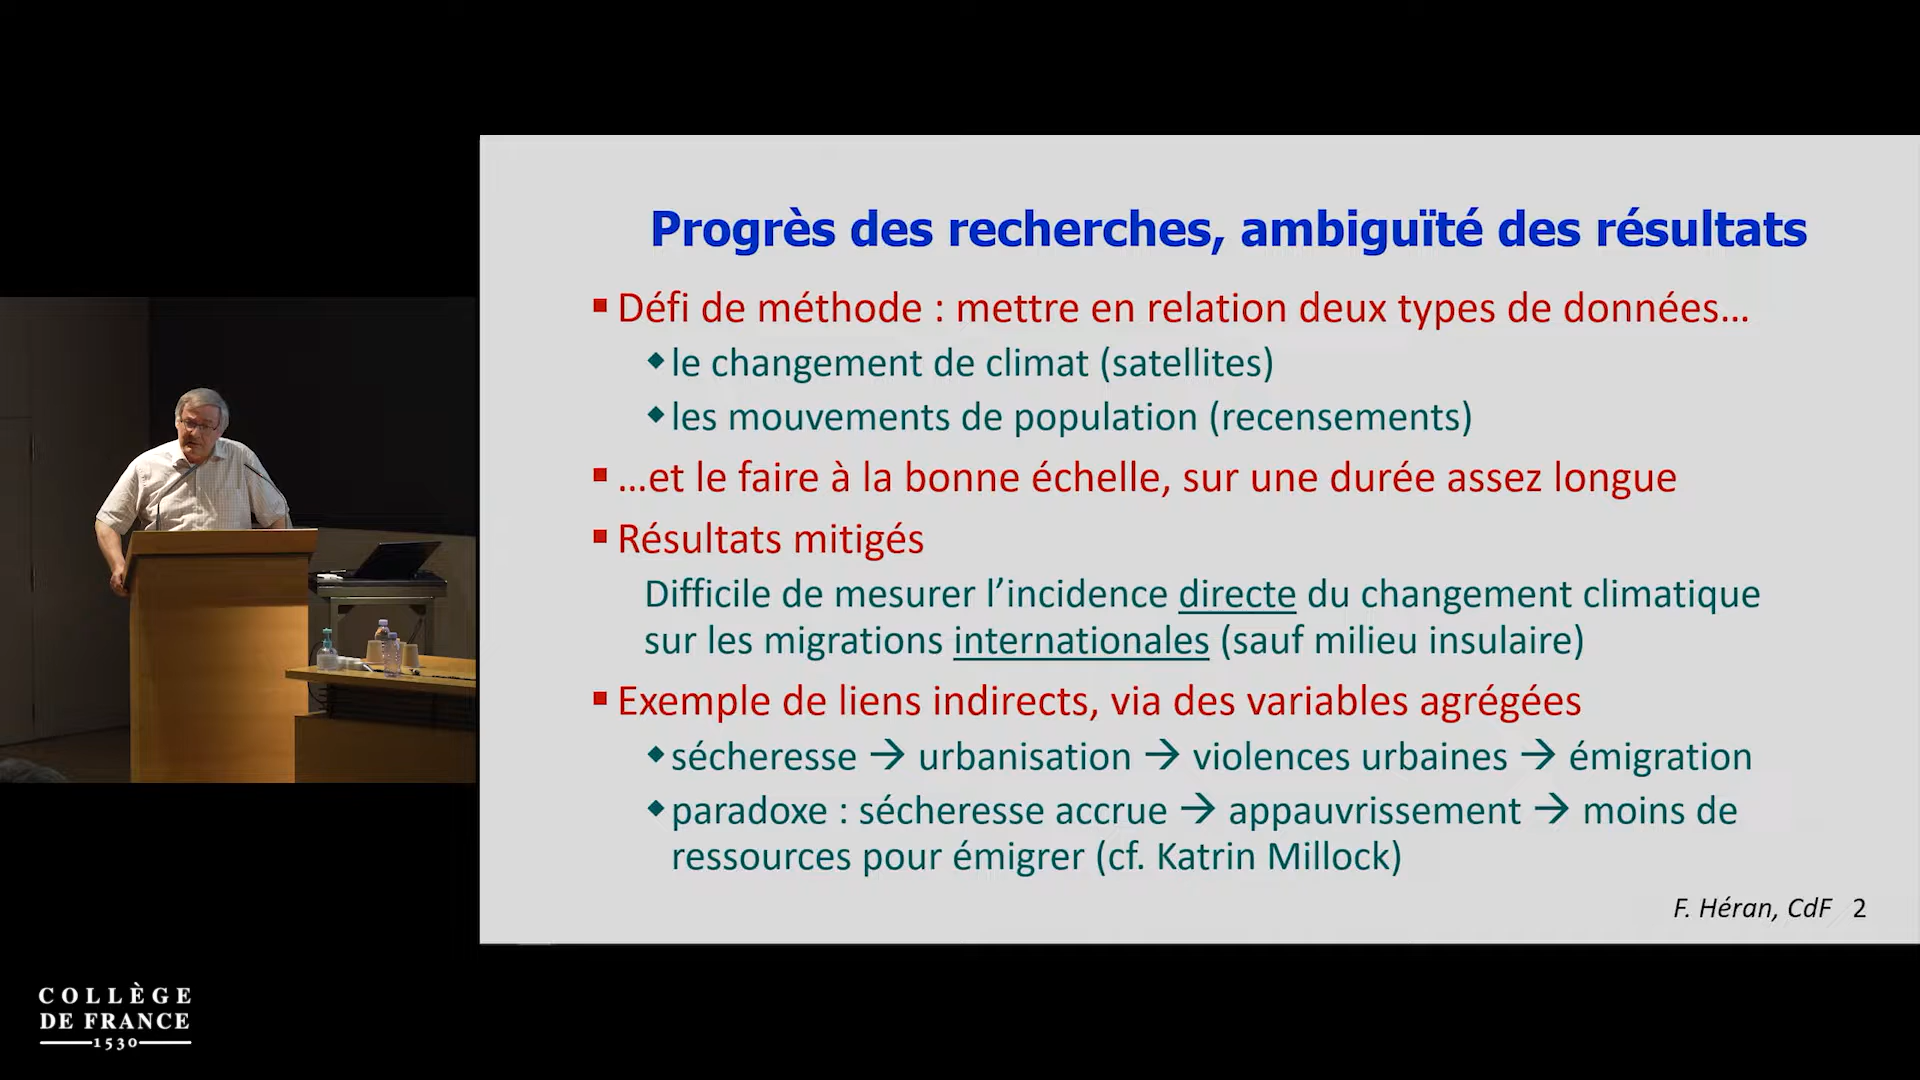 Progrès des recherches, ambiguïté des résultats
▪ Défi de méthode : mettre en relation deux types de données…
◆ le changement de climat (satellites)
◆ les mouvements de population (recensements)
▪ …et le faire à la bonne échelle, sur une durée assez longue
▪ Résultats mitigés
Difficile de mesurer l’incidence directe du changement climatique
sur les migrations internationales (sauf milieu insulaire)
▪ Exemple de liens indirects, via des variables agrégées
◆ sécheresse → urbanisation → violences urbaines → émigration
◆ paradoxe : sécheresse accrue → appauvrissement → moins de
ressources pour émigrer (cf. Katrin Millock)
F. Héran, CdF 2
COLLÈGE
DE FRANCE
1530